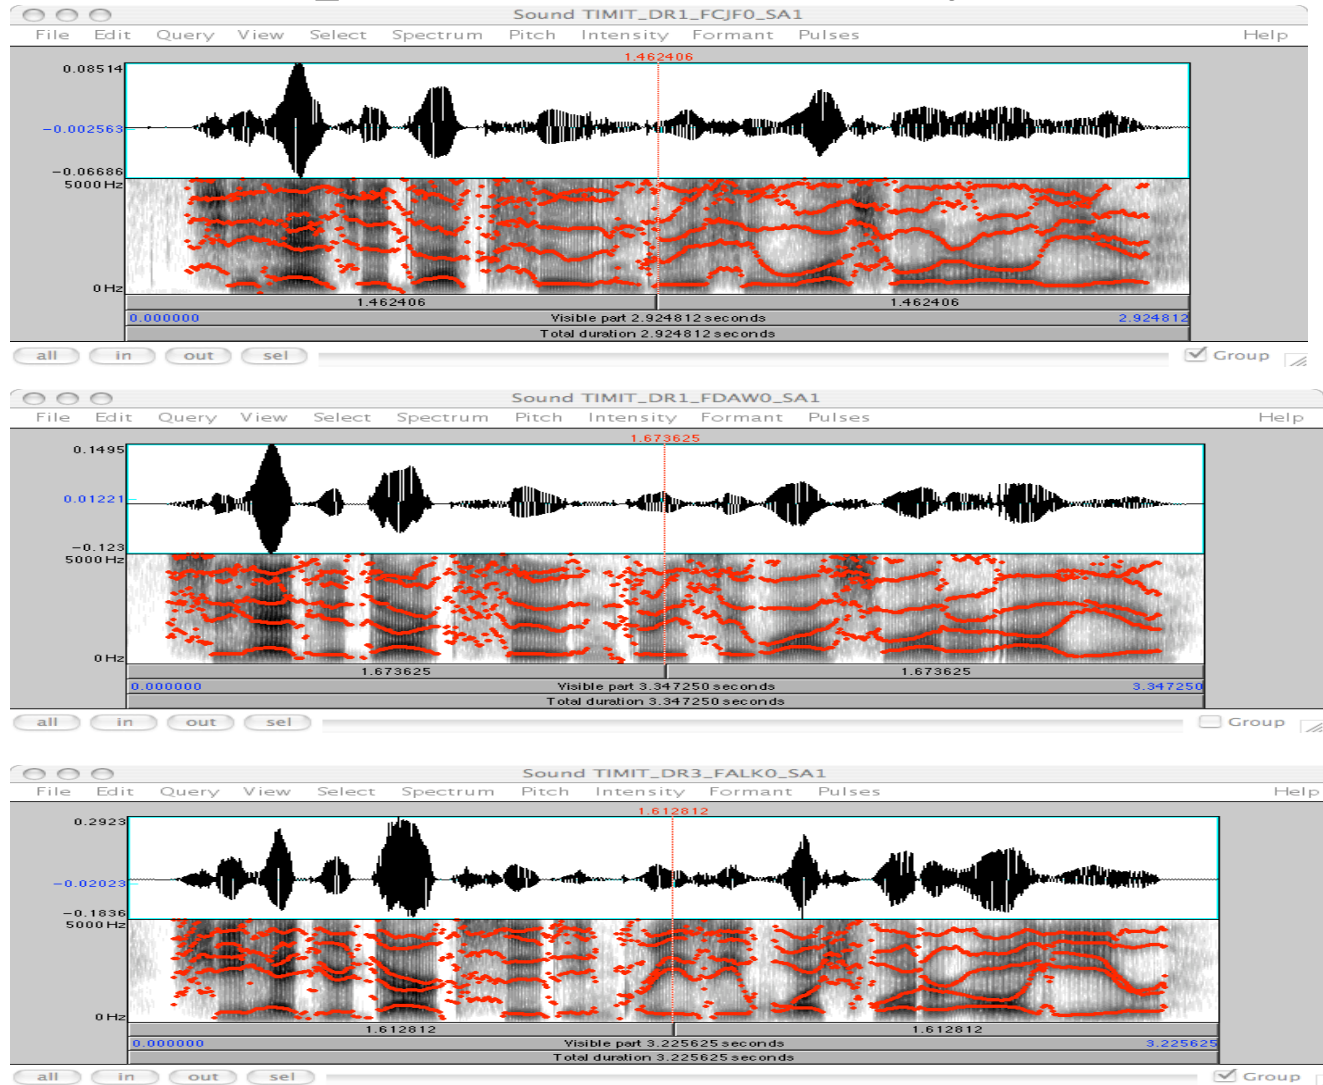 Sound TIMIT_DR1_FCJF0_SA1
File Edit Query View Select Spectrum Pitch Intensity Formant Pulses Help
1.462406
0.08514
-0.002563
-0.06686
5000 Hz
0 Hz
1.462406 1.462406
0.000000 Visible part 2.924812 seconds 2.924812
Total duration 2.924812 seconds
all in out sel Group
Sound TIMIT_DR1_FDAW0_SA1
File Edit Query View Select Spectrum Pitch Intensity Formant Pulses Help
1.673625
0.1495
0.01221
-0.123
5000 Hz
0 Hz
1.673625 1.673625
0.000000 Visible part 3.347250 seconds 3.347250
Total duration 3.347250 seconds
all in out sel Group
Sound TIMIT_DR3_FALK0_SA1
File Edit Query View Select Spectrum Pitch Intensity Formant Pulses Help
1.612812
0.2923
-0.02023
-0.1836
5000 Hz
0 Hz
1.612812 1.612812
0.000000 Visible part 3.225625 seconds 3.225625
Total duration 3.225625 seconds
all in out sel Group